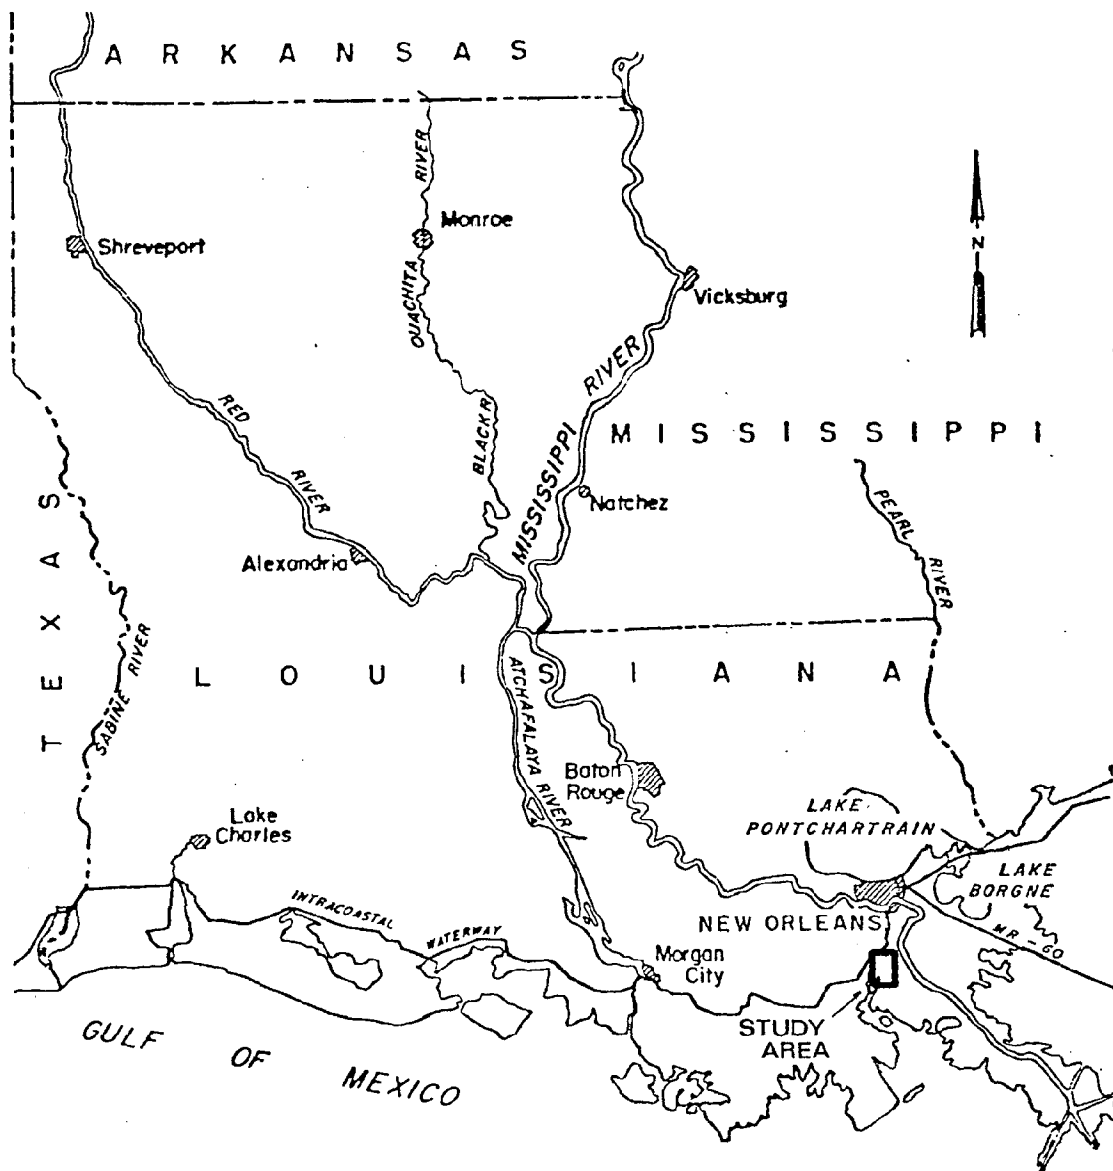 ARKANSAS
RIVER
OUACHITA
Monroe
Shreveport
N
Vicksburg
RED
RIVER
BLACK R
MISSISSIPPI
RIVER
MISSISSIPPI
Natchez
PEARL
RIVER
Alexandria
TEXAS
SABINE RIVER
LOUISIANA
ATCHAFALAYA RIVER
Baton
Rouge
LAKE
PONTCHARTRAIN
Lake
Charles
LAKE
BORGNE
INTRACOASTAL
WATERWAY
NEW ORLEANS
MR-GO
Morgan
City
STUDY
AREA
GULF OF MEXICO